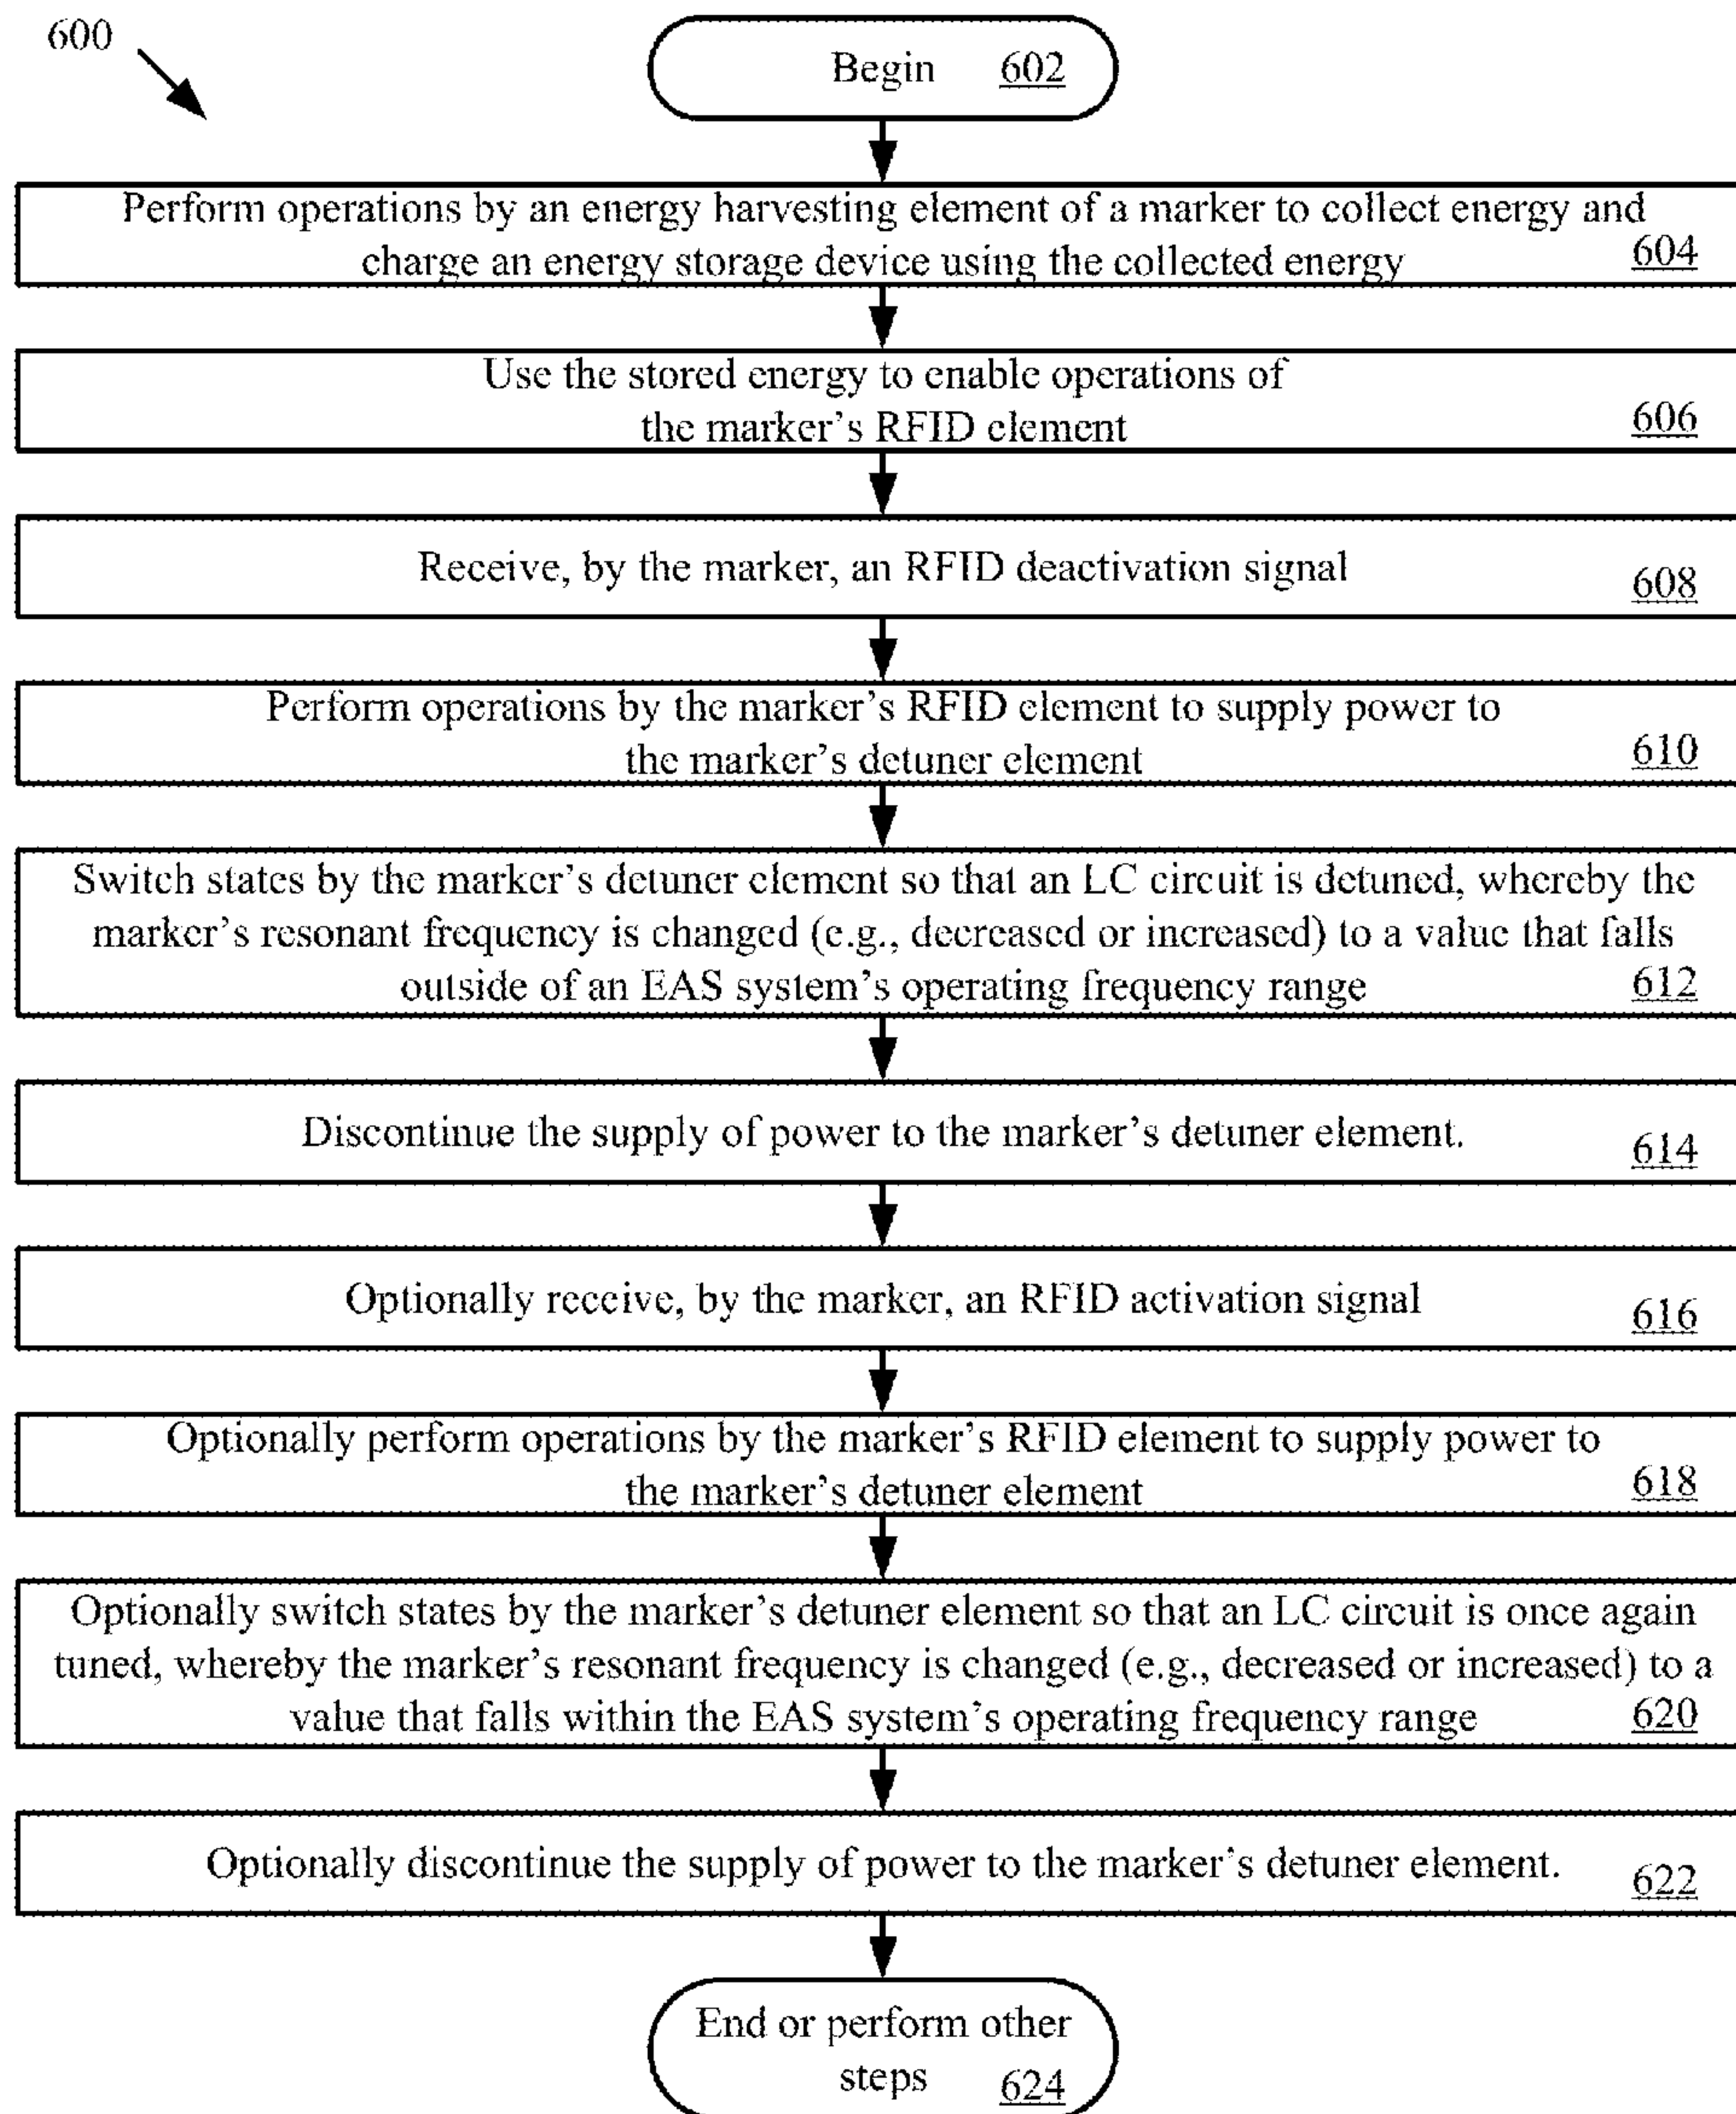 600
Begin 602
Perform operations by an energy harvesting element of a marker to collect energy and
charge an energy storage device using the collected energy 604
Use the stored energy to enable operations of
the marker's RFID element 606
Receive, by the marker, an RFID deactivation signal 608
Perform operations by the marker's RFID element to supply power to
the marker's detuner element 610
Switch states by the marker's detuner element so that an LC circuit is detuned, whereby the
marker's resonant frequency is changed (e.g., decreased or increased) to a value that falls
outside of an EAS system's operating frequency range 612
Discontinue the supply of power to the marker's detuner element. 614
Optionally receive, by the marker, an RFID activation signal 616
Optionally perform operations by the marker's RFID element to supply power to
the marker's detuner element 618
Optionally switch states by the marker's detuner element so that an LC circuit is once again
tuned, whereby the marker's resonant frequency is changed (e.g., decreased or increased) to a
value that falls within the EAS system's operating frequency range 620
Optionally discontinue the supply of power to the marker's detuner element. 622
End or perform other
steps 624